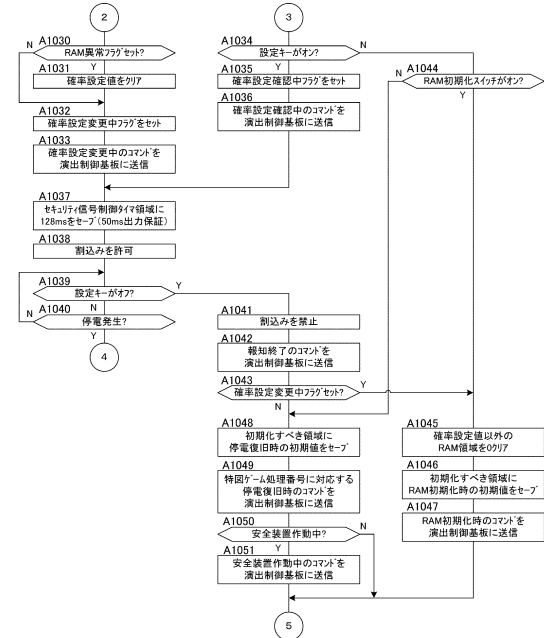 2
A1030
RAM異常フラグセット?
N
Y
A1031
確率設定値をクリア
A1032
確率設定変更中フラグをセット
A1033
確率設定変更中のコマンドを
演出制御基板に送信
3
A1034
設定キーがオン?
N
Y
A1035
確率設定確認中フラグをセット
A1036
確率設定確認中のコマンドを
演出制御基板に送信
A1044
N
RAM初期化スイッチがオン?
Y
A1037
セキュリティ信号制御タイマ領域に
128msをセーブ(50ms出力保証)
A1038
割込みを許可
A1039
設定キーがオフ?
Y
N
A1040
N
停電発生?
Y
4
A1041
割込みを禁止
A1042
報知終了のコマンドを
演出制御基板に送信
A1043
確率設定変更中フラグセット?
Y
N
A1048
初期化すべき領域に
停電復旧時の初期値をセーブ
A1049
特図ゲーム処理番号に対応する
停電復旧時のコマンドを
演出制御基板に送信
A1050
安全装置作動中?
N
Y
A1051
安全装置作動中のコマンドを
演出制御基板に送信
A1045
確率設定値以外の
RAM領域を0クリア
A1046
初期化すべき領域に
RAM初期化時の初期値をセーブ
A1047
RAM初期化時のコマンドを
演出制御基板に送信
5